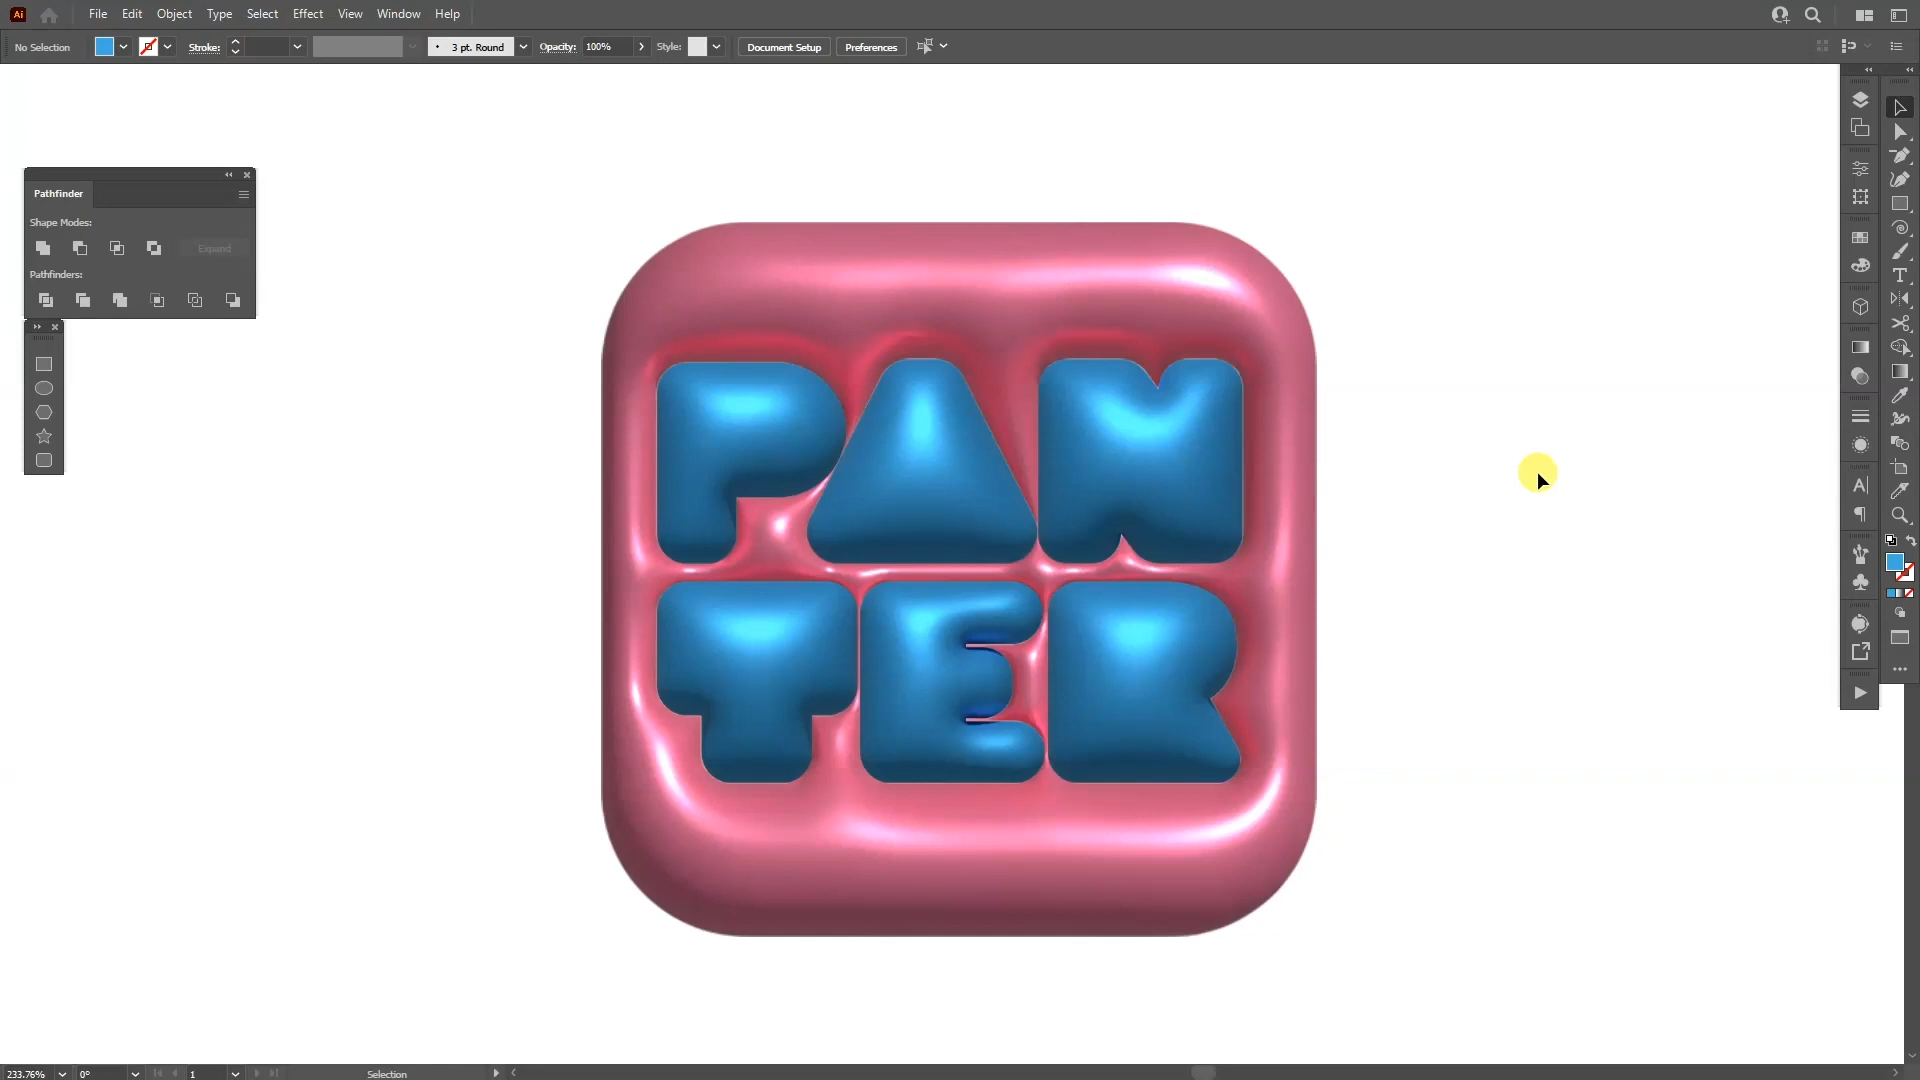 Ai File Edit Object Type Select Effect View Window Help
No Selection Stroke: 3 pt. Round Opacity: 100% Style: Document Setup Preferences
Pathfinder
Shape Modes:
Expand
Pathfinders:
PAN
TER
233.76% 0° 1 Selection